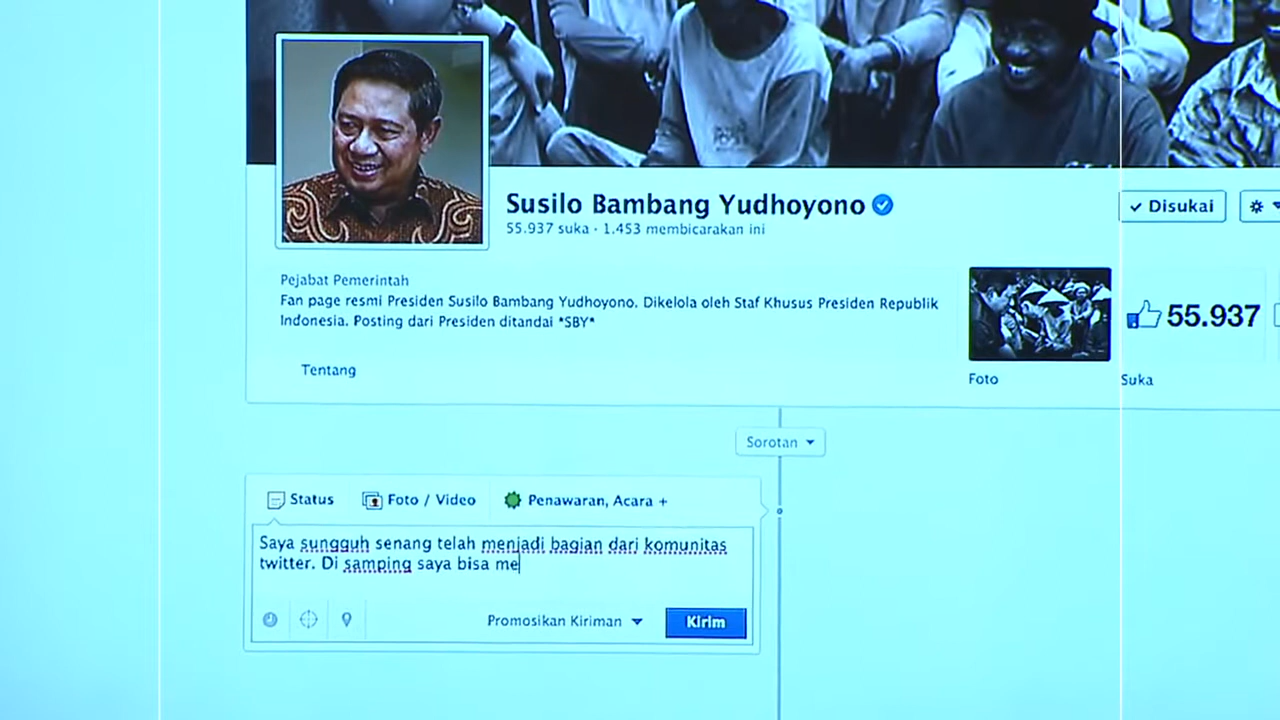 Susilo Bambang Yudhoyono
55.937 suka · 1.453 membicarakan ini
Disukai
Pejabat Pemerintah
Fan page resmi Presiden Susilo Bambang Yudhoyono. Dikelola oleh Staf Khusus Presiden Republik
Indonesia. Posting dari Presiden ditandai *SBY*
Tentang
Foto
55.937
Suka
Sorotan
Status
Foto / Video
Penawaran, Acara +
Saya sungguh senang telah menjadi bagian dari komunitas
twitter. Di samping saya bisa me
Promosikan Kiriman
Kirim